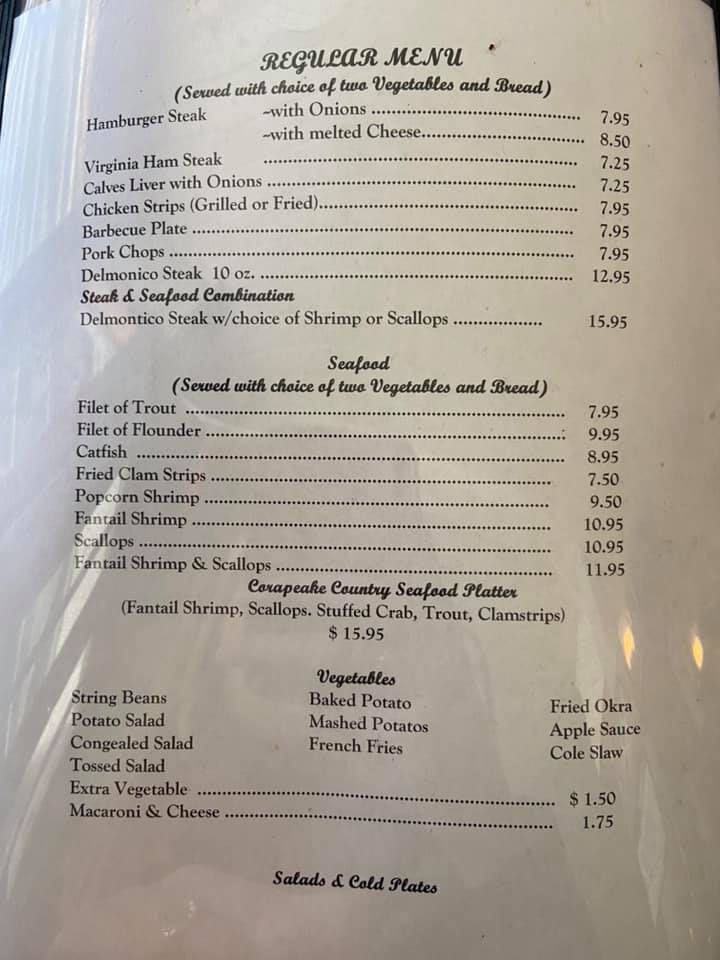 REGULAR MENU
(Served with choice of two Vegetables and Bread)
Hamburger Steak ~with Onions ........................................ 7.95
~with melted Cheese................................ 8.50
Virginia Ham Steak ............................................................ 7.25
Calves Liver with Onions ............................................................ 7.25
Chicken Strips (Grilled or Fried)................................................ 7.95
Barbecue Plate ........................................................................ 7.95
Pork Chops .............................................................................. 7.95
Delmonico Steak 10 oz. ............................................................ 12.95
Steak & Seafood Combination
Delmontico Steak w/choice of Shrimp or Scallops .................. 15.95
Seafood
(Served with choice of two Vegetables and Bread)
Filet of Trout ........................................................................ 7.95
Filet of Flounder ...................................................................: 9.95
Catfish .................................................................................. 8.95
Fried Clam Strips ................................................................ 7.50
Popcorn Shrimp .................................................................. 9.50
Fantail Shrimp .................................................................... 10.95
Scallops .............................................................................. 10.95
Fantail Shrimp & Scallops ...................................................... 11.95
Corapeake Country Seafood Platter
(Fantail Shrimp, Scallops. Stuffed Crab, Trout, Clamstrips)
$ 15.95
Vegetables
String Beans Baked Potato Fried Okra
Potato Salad Mashed Potatos Apple Sauce
Congealed Salad French Fries Cole Slaw
Tossed Salad
Extra Vegetable .................................................................. $ 1.50
Macaroni & Cheese .............................................................. 1.75
Salads & Cold Plates